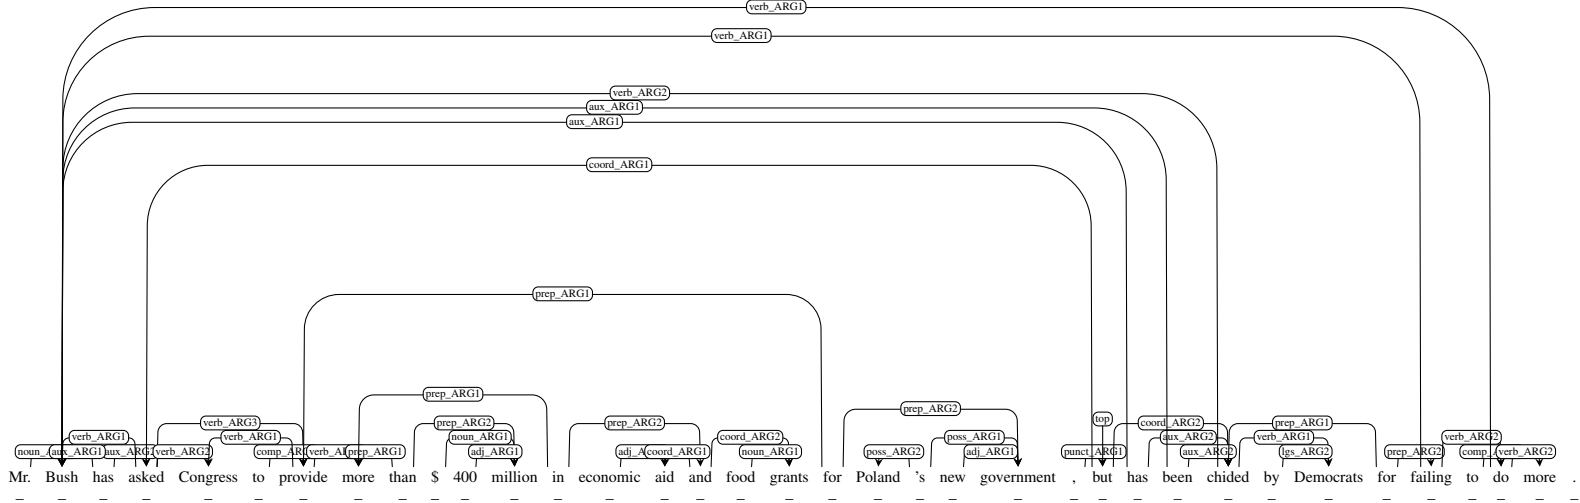 verb_ARG1
verb_ARG1
verb_ARG2
aux_ARG1
aux_ARG1
coord_ARG1
prep_ARG1
prep_ARG1
prep_ARG2
top
verb_ARG3 prep_ARG2 prep_ARG2 coord_ARG2 prep_ARG1
verb_ARG1 verb_ARG1 noun_ARG1 coord_ARG2 poss_ARG1 aux_ARG2 verb_ARG1 verb_ARG2
aux_ARG1 verb_ARG2 prep_ARG1 adj_ARG1 coord_ARG1 noun_ARG1 poss_ARG2 adj_ARG1 punct_ARG1 aux_ARG2 lgs_ARG2 prep_ARG2 verb_ARG2
Mr. Bush has asked Congress to provide more than $ 400 million in economic aid and food grants for Poland 's new government , but has been chided by Democrats for failing to do more .